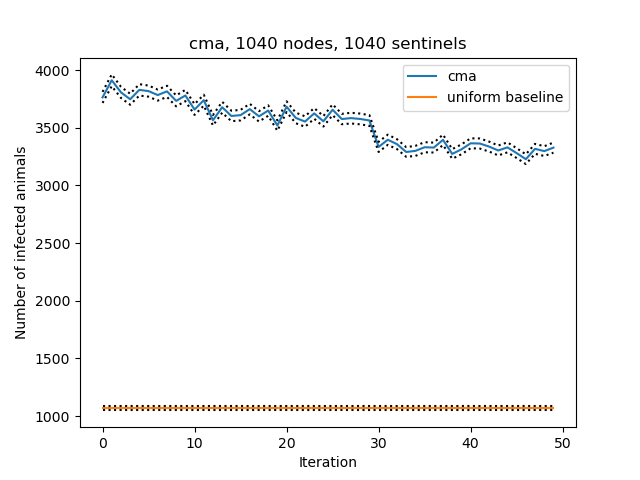 cma, 1040 nodes, 1040 sentinels
4000
3500
3000
2500
2000
1500
1000
Number of infected animals
cma
uniform baseline
0 10 20 30 40 50
Iteration